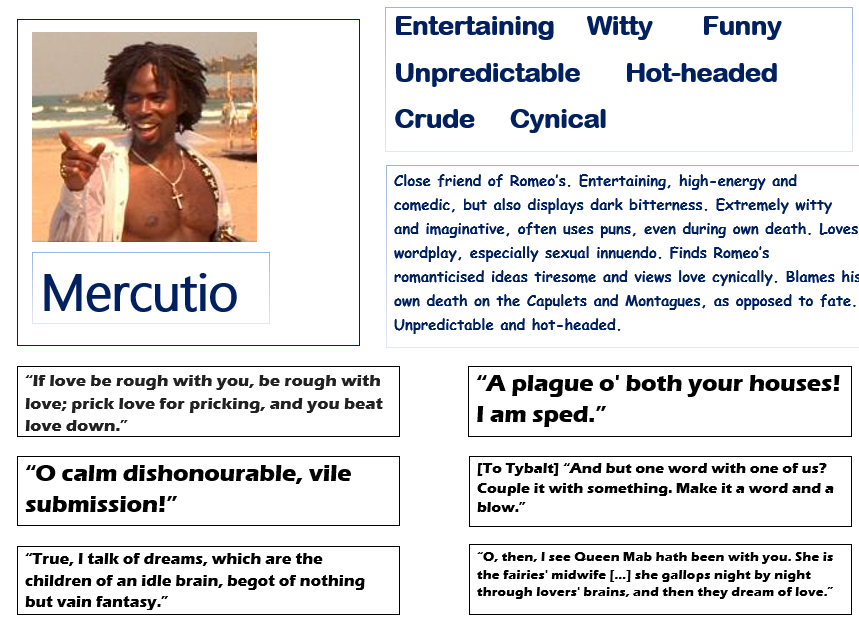 Entertaining Witty Funny
Unpredictable Hot-headed
Crude Cynical
Mercutio
Close friend of Romeo's. Entertaining, high-energy and
comedic, but also displays dark bitterness. Extremely witty
and imaginative, often uses puns, even during own death. Loves
wordplay, especially sexual innuendo. Finds Romeo's
romanticised ideas tiresome and views love cynically. Blames his
own death on the Capulets and Montagues, as opposed to fate.
Unpredictable and hot-headed.
“If love be rough with you, be rough with
love; prick love for pricking, and you beat
love down.”
“A plague o' both your houses!
I am sped.”
“O calm dishonourable, vile
submission!”
[To Tybalt] “And but one word with one of us?
Couple it with something. Make it a word and a
blow.”
“True, I talk of dreams, which are the
children of an idle brain, begot of nothing
but vain fantasy.”
“O, then, I see Queen Mab hath been with you. She is
the fairies' midwife [...] she gallops night by night
through lovers' brains, and then they dream of love.”